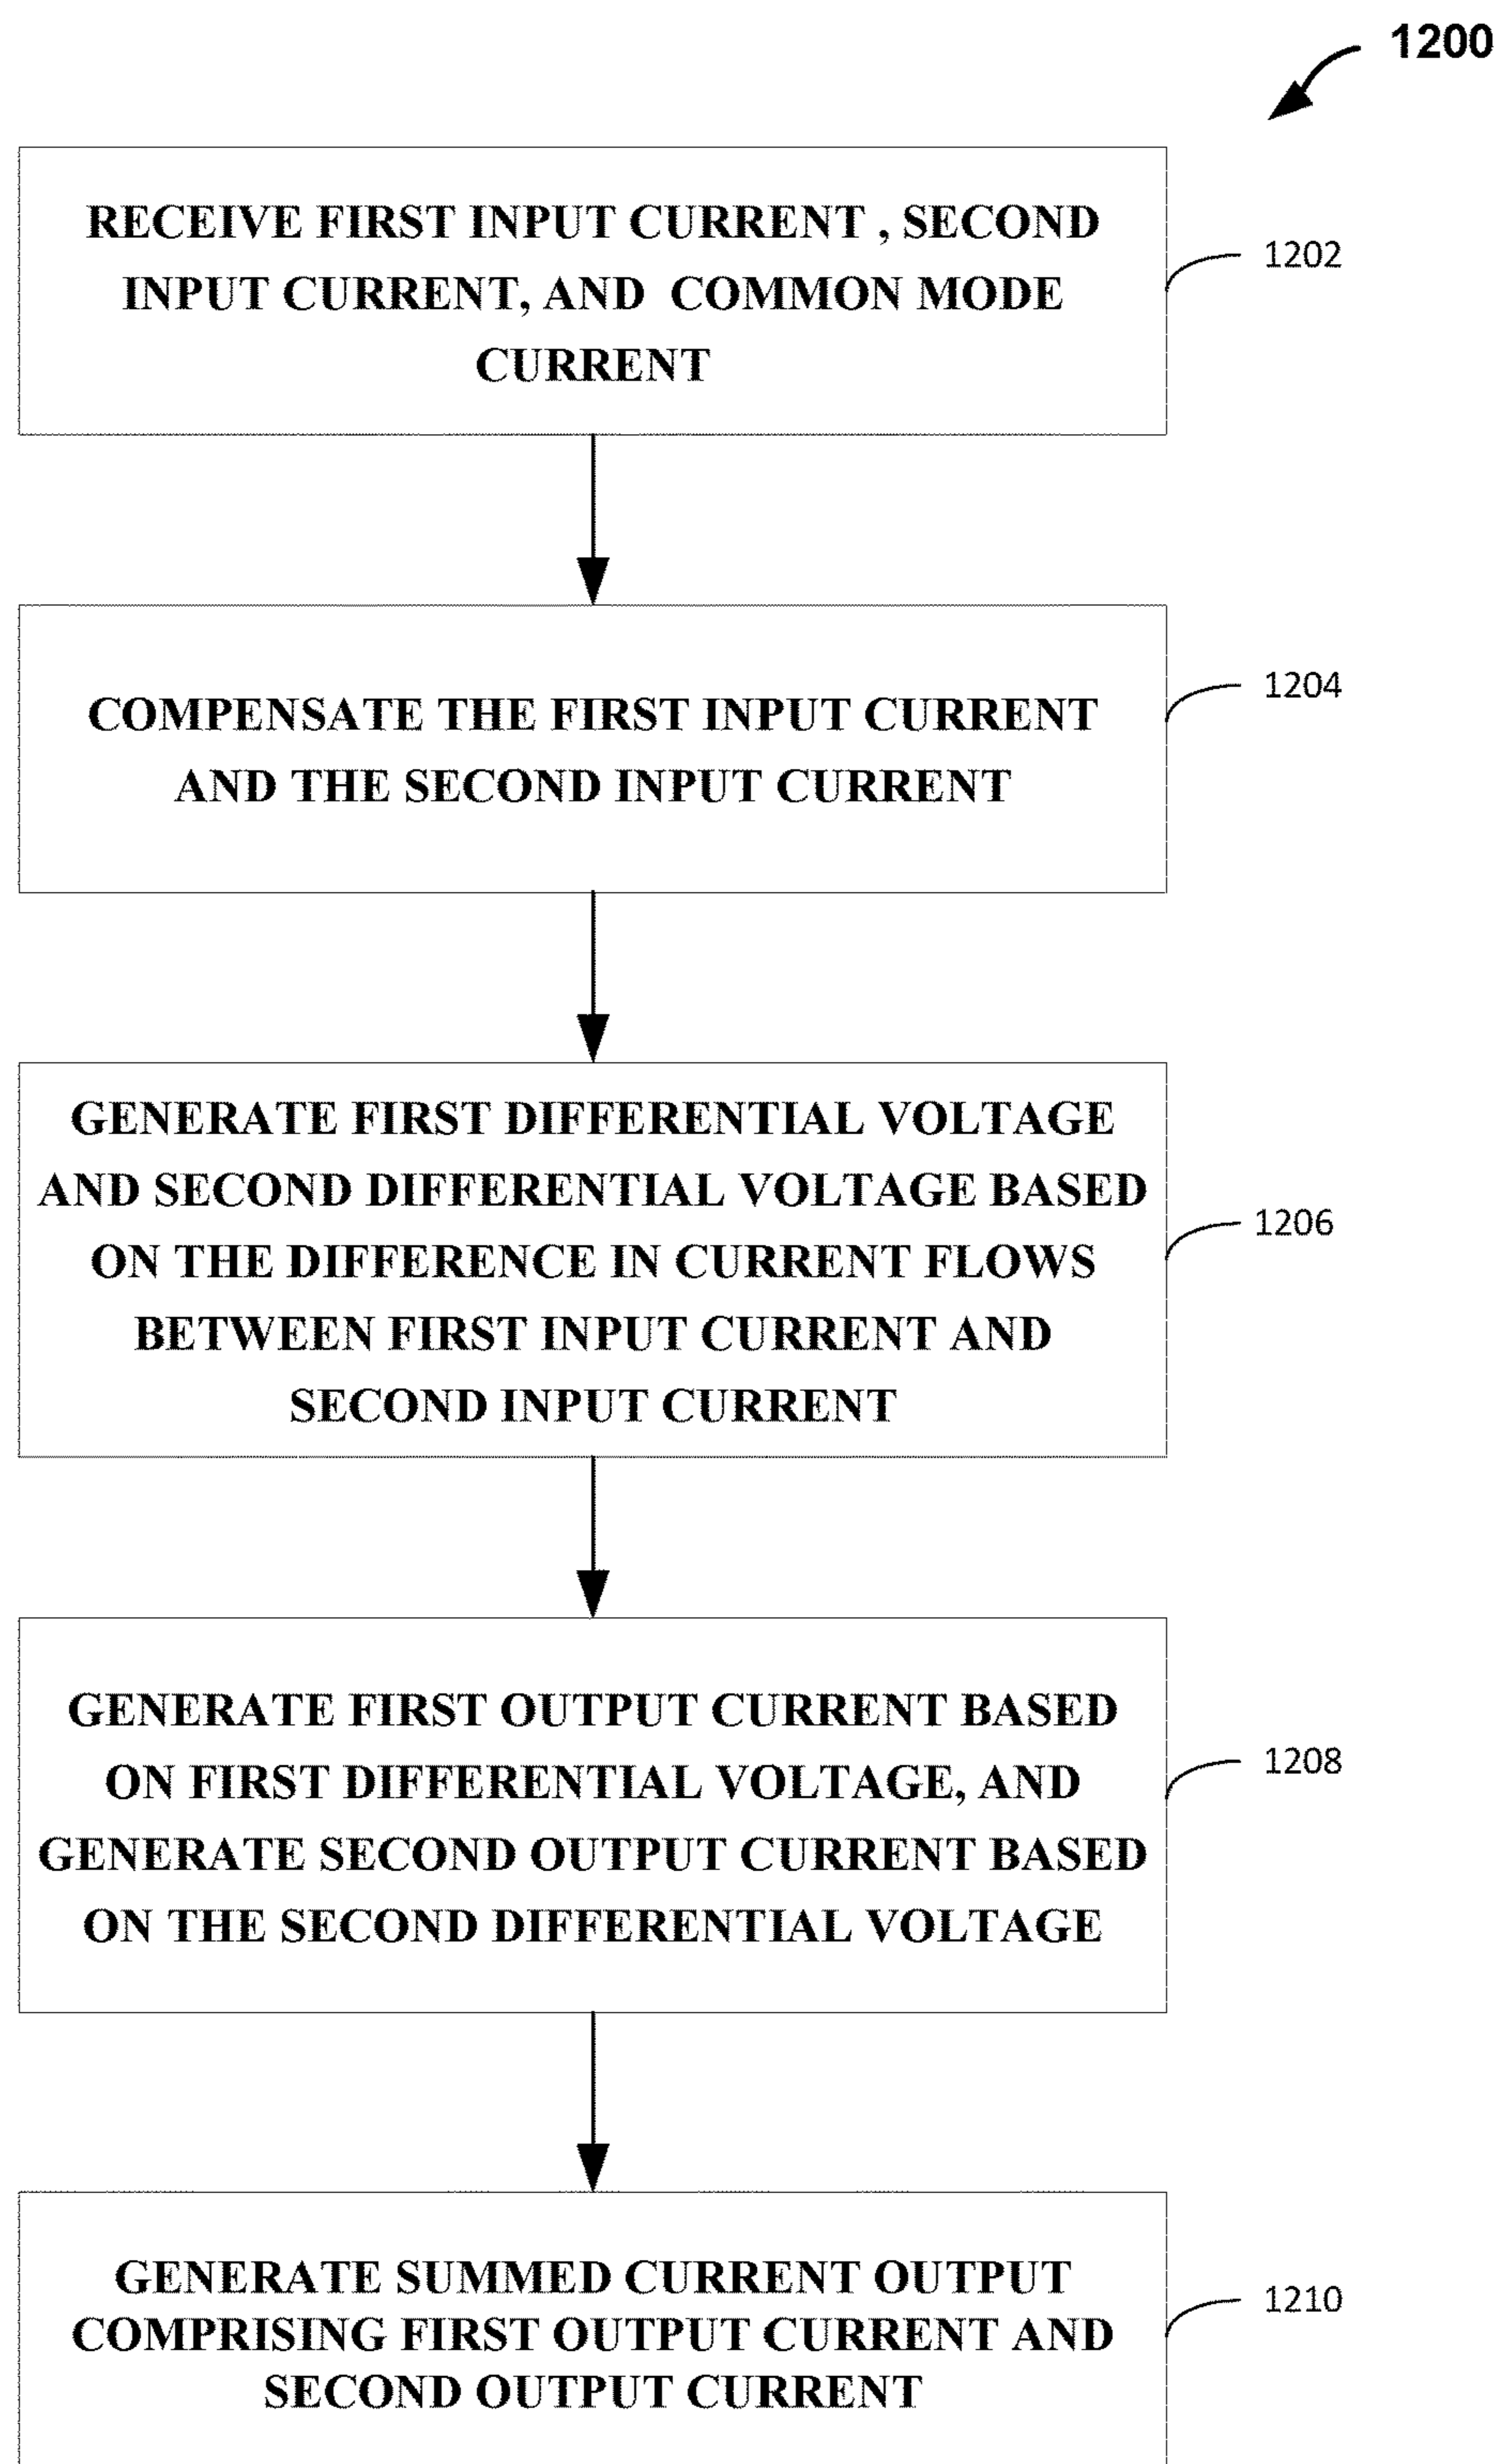 1200
RECEIVE FIRST INPUT CURRENT , SECOND
INPUT CURRENT, AND COMMON MODE
CURRENT
1202
COMPENSATE THE FIRST INPUT CURRENT
AND THE SECOND INPUT CURRENT
1204
GENERATE FIRST DIFFERENTIAL VOLTAGE
AND SECOND DIFFERENTIAL VOLTAGE BASED
ON THE DIFFERENCE IN CURRENT FLOWS
BETWEEN FIRST INPUT CURRENT AND
SECOND INPUT CURRENT
1206
GENERATE FIRST OUTPUT CURRENT BASED
ON FIRST DIFFERENTIAL VOLTAGE, AND
GENERATE SECOND OUTPUT CURRENT BASED
ON THE SECOND DIFFERENTIAL VOLTAGE
1208
GENERATE SUMMED CURRENT OUTPUT
COMPRISING FIRST OUTPUT CURRENT AND
SECOND OUTPUT CURRENT
1210